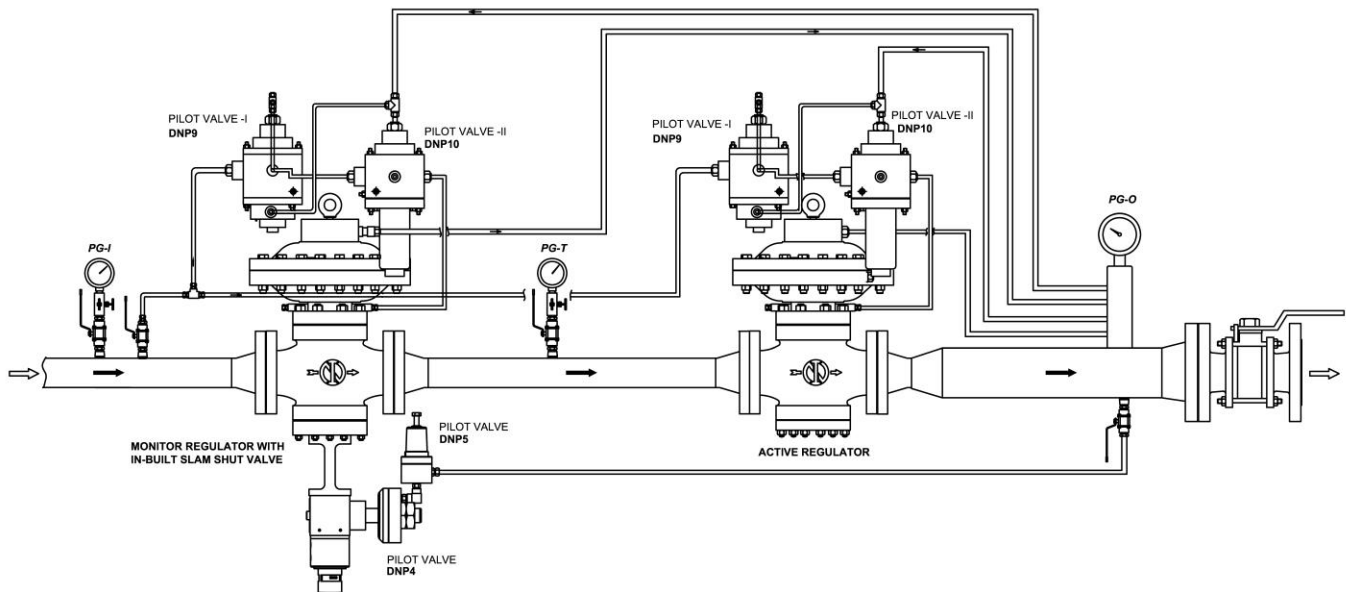 PILOT VALVE -I
DNP9
PILOT VALVE -II
DNP10
PILOT VALVE -I
DNP9
PILOT VALVE -II
DNP10
PG-I
PG-T
PG-O
MONITOR REGULATOR WITH
IN-BUILT SLAM SHUT VALVE
PILOT VALVE
DNP5
ACTIVE REGULATOR
PILOT VALVE
DNP4